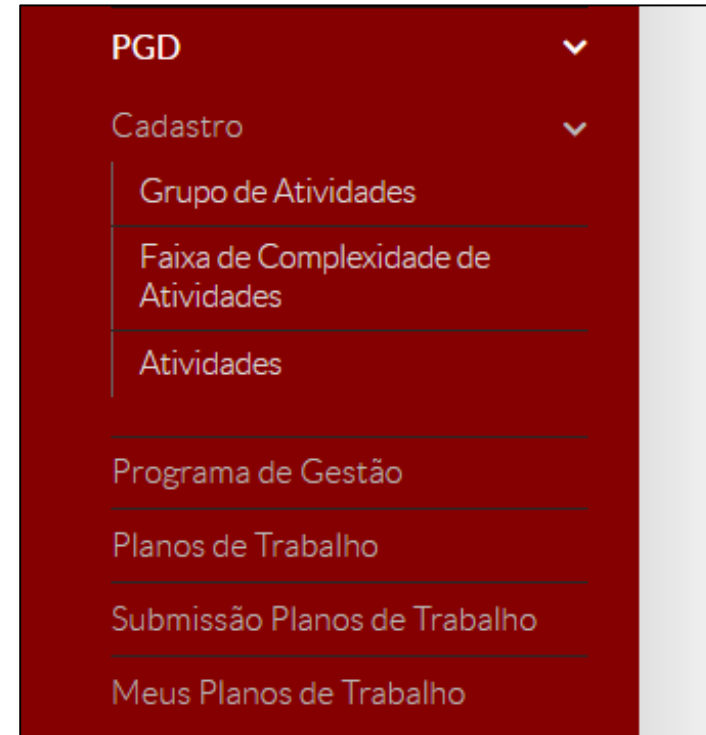 PGD
Cadastro
Grupo de Atividades
Faixa de Complexidade de
Atividades
Atividades
Programa de Gestão
Planos de Trabalho
Submissão Planos de Trabalho
Meus Planos de Trabalho